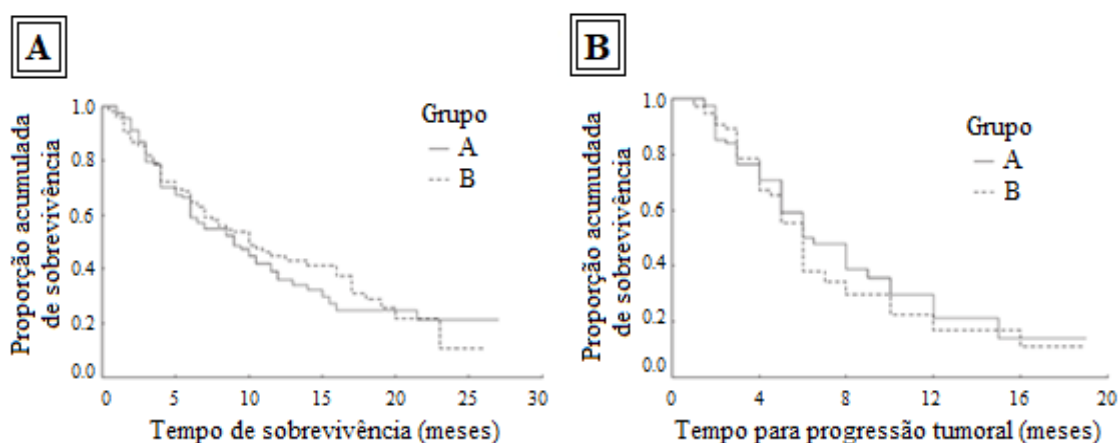 A
Proporção acumulada
de sobrevivência
1.0
0.8
0.6
0.4
0.2
0.0
Grupo
A
B
0 5 10 15 20 25 30
Tempo de sobrevivência (meses)
B
Proporção acumudada
de sobrevivência
1.0
0.8
0.6
0.4
0.2
0.0
Grupo
A
B
0 4 8 12 16 20
Tempo para progressão tumoral (meses)